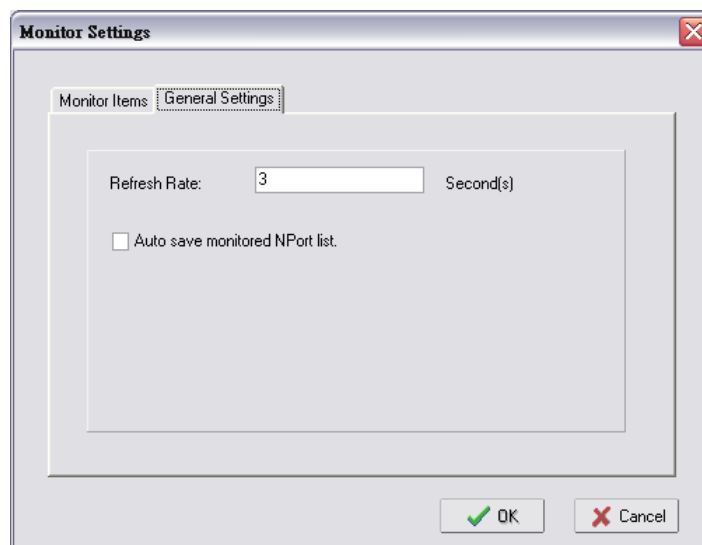 Monitor Settings
Monitor Items
General Settings
Refresh Rate: 3 Second(s)
Auto save monitored NPort list.
OK
Cancel